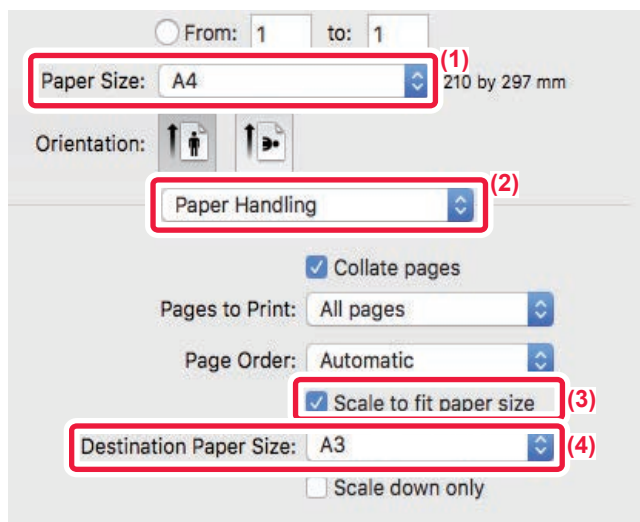 From: 1 to: 1
(1)
Paper Size: A4 210 by 297 mm
Orientation:
(2)
Paper Handling
Collate pages
Pages to Print: All pages
Page Order: Automatic
Scale to fit paper size (3)
Destination Paper Size: A3 (4)
Scale down only